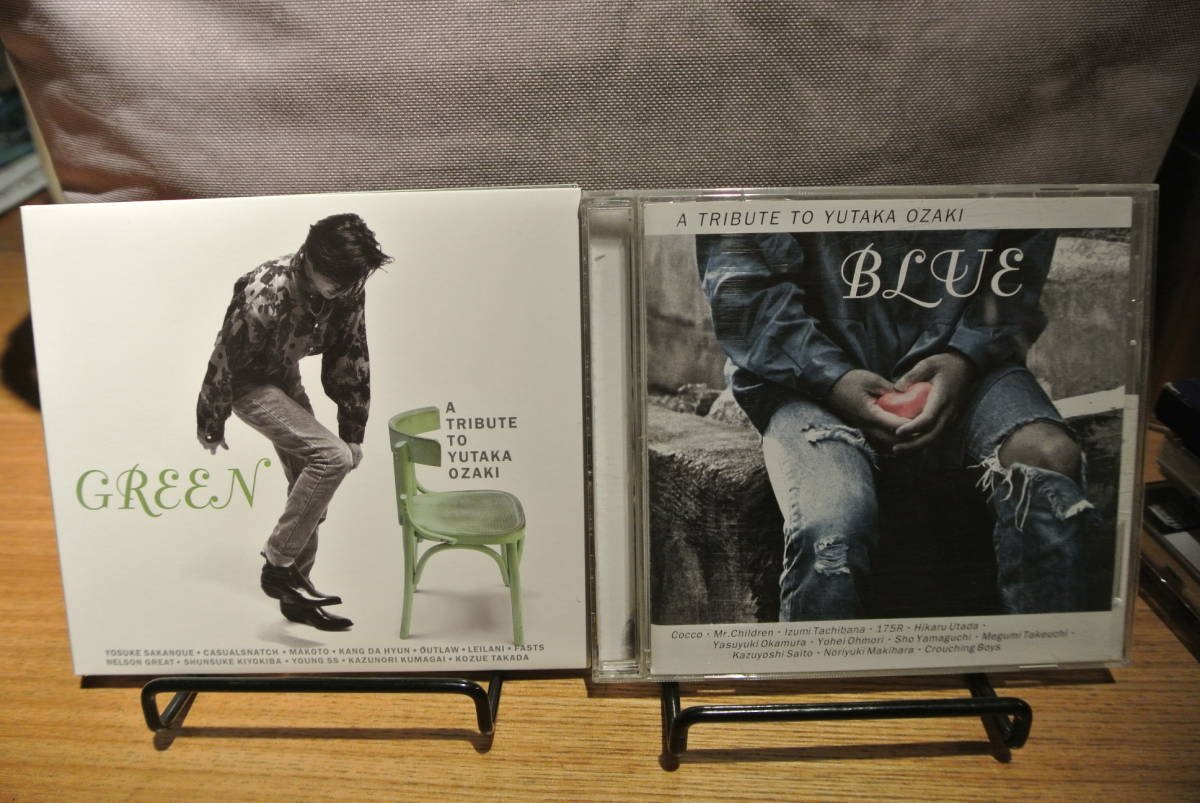 GREEN
A
TRIBUTE
TO
YUTAKA
OZAKI
YOSUKE SAKANOUE • CASUALSNATCH • MAKOTO • KANG DA HYUN • OUTLAW • LEILANI • FASTS
NELSON GREAT • SHUNSUKE KIYOKIBA • YOUNG SS • KAZUNORI KUMAGAI • KOZUE TAKADA
A TRIBUTE TO YUTAKA OZAKI
BLUE
Cocco · Mr.Children · Izumi Tachibana · 175R · Hikaru Utada ·
Yasuyuki Okamura · Yohei Ohmori · Sho Yamaguchi · Megumi Takeuchi ·
Kazuyoshi Saito · Noriyuki Makihara · Crouching Boys